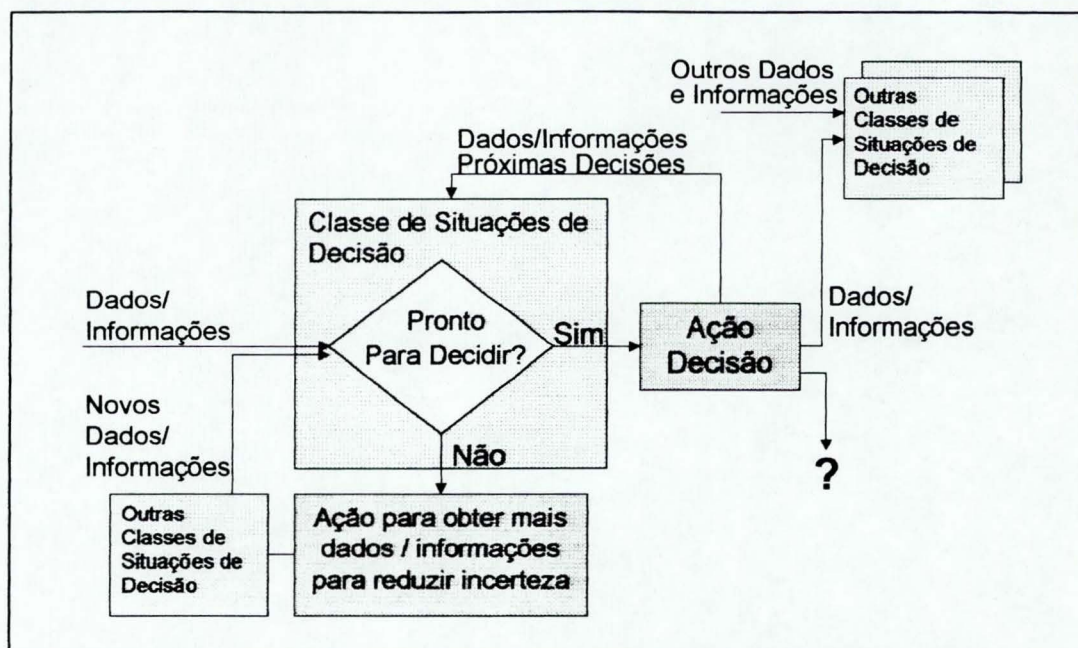 Outros Dados
e Informações
Outras
Classes de
Situações de
Decisão
Dados/Informações
Próximas Decisões
Classe de Situações de
Decisão
Dados/
Informações
Pronto
Para Decidir?
Sim
Ação
Decisão
Dados/
Informações
Novos
Dados/
Informações
Não
?
Outras
Classes de
Situações de
Decisão
Ação para obter mais
dados / informações
para reduzir incerteza